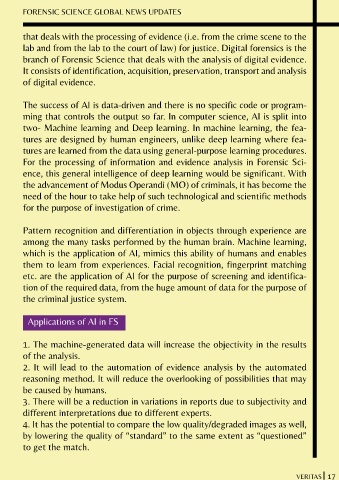 FORENSIC SCIENCE GLOBAL NEWS UPDATES
that deals with the processing of evidence (i.e. from the crime scene to the
lab and from the lab to the court of law) for justice. Digital forensics is the
branch of Forensic Science that deals with the analysis of digital evidence.
It consists of identification, acquisition, preservation, transport and analysis
of digital evidence.
The success of AI is data-driven and there is no specific code or program-
ming that controls the output so far. In computer science, AI is split into
two- Machine learning and Deep learning. In machine learning, the fea-
tures are designed by human engineers, unlike deep learning where fea-
tures are learned from the data using general-purpose learning procedures.
For the processing of information and evidence analysis in Forensic Sci-
ence, this general intelligence of deep learning would be significant. With
the advancement of Modus Operandi (MO) of criminals, it has become the
need of the hour to take help of such technological and scientific methods
for the purpose of investigation of crime.
Pattern recognition and differentiation in objects through experience are
among the many tasks performed by the human brain. Machine learning,
which is the application of AI, mimics this ability of humans and enables
them to learn from experiences. Facial recognition, fingerprint matching
etc. are the application of AI for the purpose of screening and identifica-
tion of the required data, from the huge amount of data for the purpose of
the criminal justice system.
Applications of AI in FS
1. The machine-generated data will increase the objectivity in the results
of the analysis.
2. It will lead to the automation of evidence analysis by the automated
reasoning method. It will reduce the overlooking of possibilities that may
be caused by humans.
3. There will be a reduction in variations in reports due to subjectivity and
different interpretations due to different experts.
4. It has the potential to compare the low quality/degraded images as well,
by lowering the quality of "standard" to the same extent as "questioned"
to get the match.
VERITAS| 17